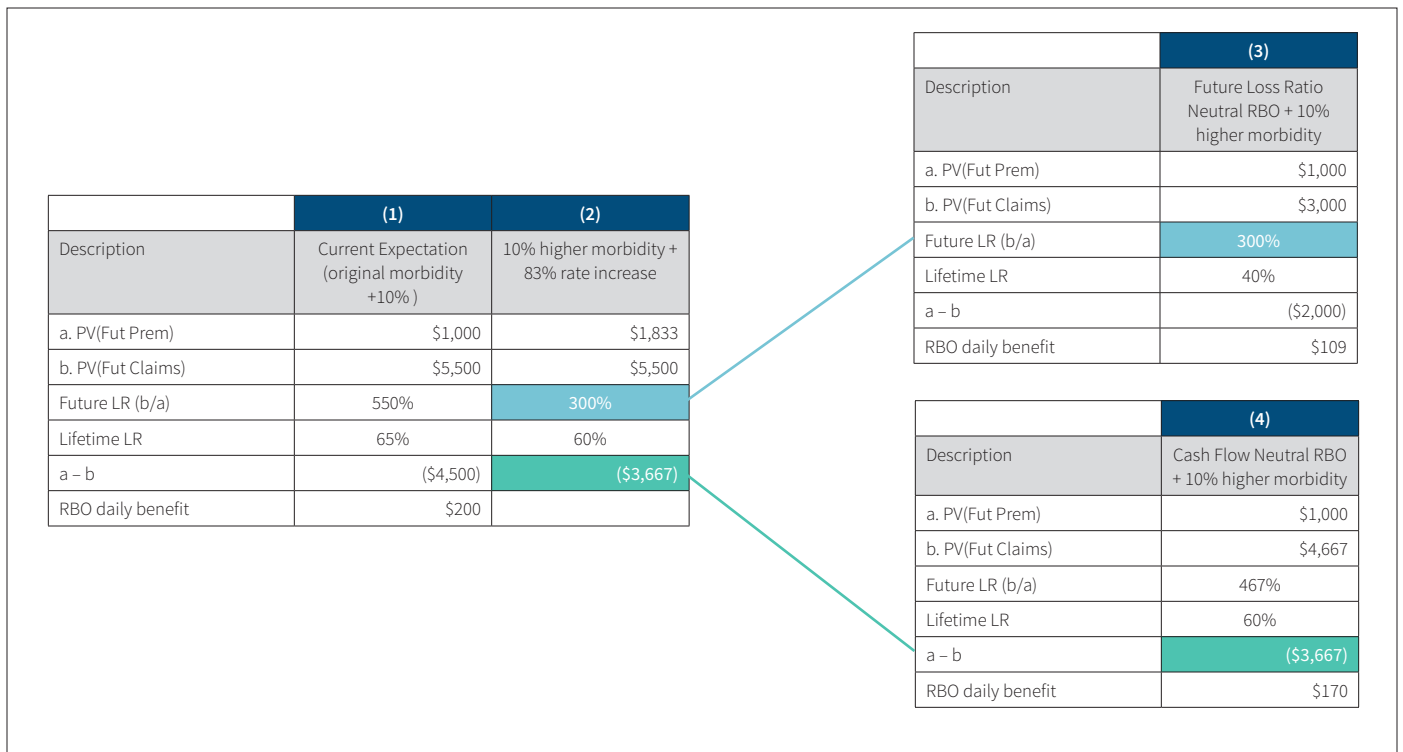 (1) (2)
Description Current Expectation 10% higher morbidity +
(original morbidity 83% rate increase
+10% )
a. PV(Fut Prem) $1,000 $1,833
b. PV(Fut Claims) $5,500 $5,500
Future LR (b/a) 550% 300%
Lifetime LR 65% 60%
a – b ($4,500) ($3,667)
RBO daily benefit $200
(3)
Description Future Loss Ratio
Neutral RBO + 10%
higher morbidity
a. PV(Fut Prem) $1,000
b. PV(Fut Claims) $3,000
Future LR (b/a) 300%
Lifetime LR 40%
a – b ($2,000)
RBO daily benefit $109
(4)
Description Cash Flow Neutral RBO
+ 10% higher morbidity
a. PV(Fut Prem) $1,000
b. PV(Fut Claims) $4,667
Future LR (b/a) 467%
Lifetime LR 60%
a – b ($3,667)
RBO daily benefit $170